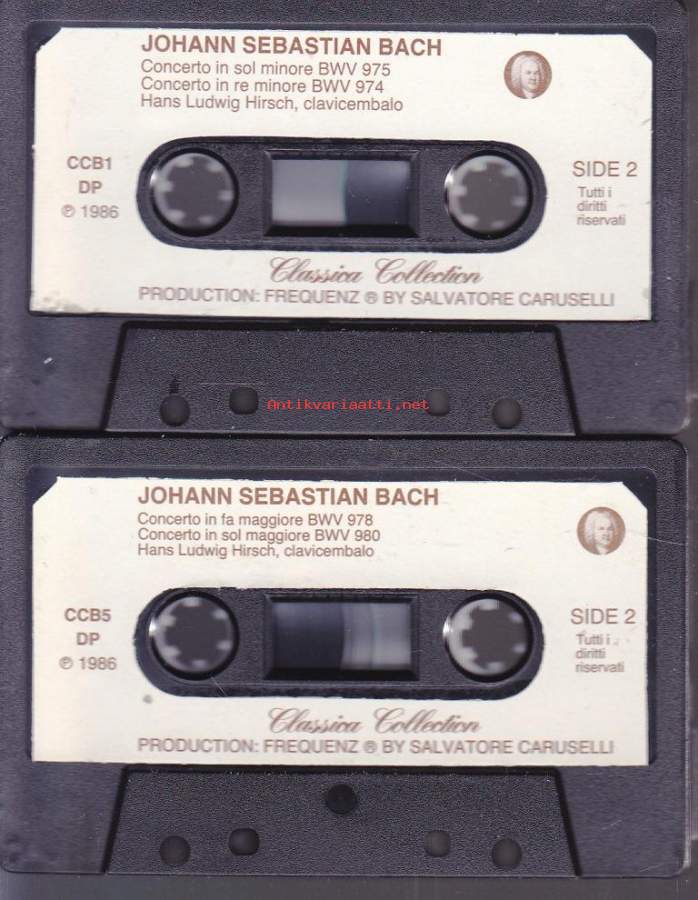 JOHANN SEBASTIAN BACH
Concerto in sol minore BWV 975
Concerto in re minore BWV 974
Hans Ludwig Hirsch, clavicembalo
CCB1
DP
℗ 1986
SIDE 2
Tutti i
diritti
riservati
Classica Collection
PRODUCTION: FREQUENZ ® BY SALVATORE CARUSELLI
Antikvariaatti.net
JOHANN SEBASTIAN BACH
Concerto in fa maggiore BWV 978
Concerto in sol maggiore BWV 980
Hans Ludwig Hirsch, clavicembalo
CCB5
DP
℗ 1986
SIDE 2
Tutti i
diritti
riservati
Classica Collection
PRODUCTION: FREQUENZ ® BY SALVATORE CARUSELLI